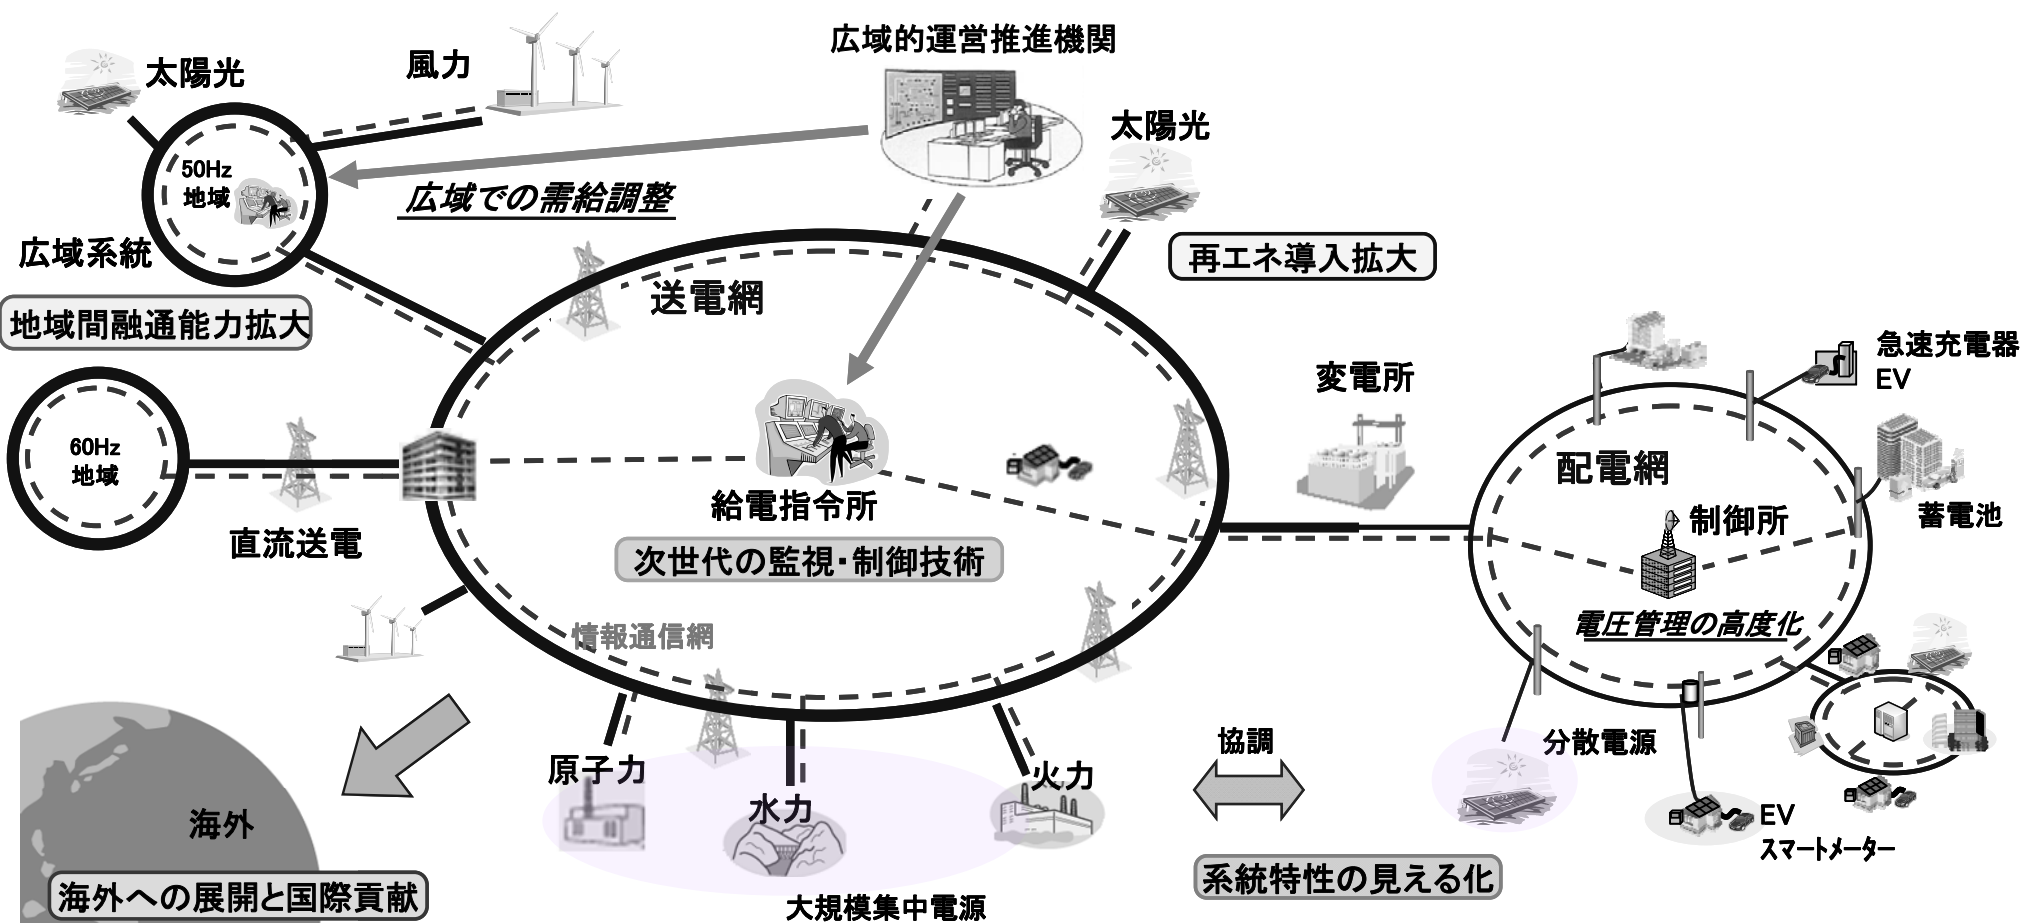 広域的運営推進機関
太陽光
風力
太陽光
50Hz
地域
広域での需給調整
広域系統
送電網
再エネ導入拡大
地域間融通能力拡大
変電所
急速充電器
EV
60Hz
地域
配電網
給電指令所
制御所
蓄電池
直流送電
次世代の監視・制御技術
情報通信網
電圧管理の高度化
原子力
水力
火力
協調
分散電源
海外
EV
スマートメーター
海外への展開と国際貢献
系統特性の見える化
大規模集中電源